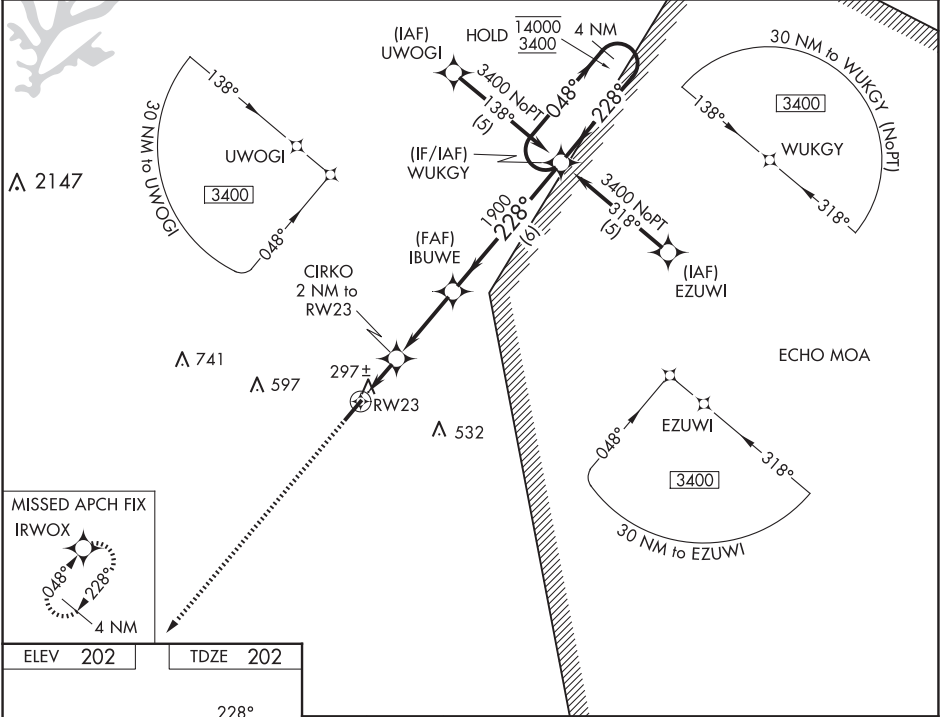 (IAF)
UWOGI
HOLD 14000
3400
4 NM
048°
228°
3400 NoPT
138°
(5)
(IF/IAF)
WUKGY
30 NM to UWOGI
138°
UWOGI
3400
048°
2147
30 NM to WUKGY (NoPT)
3400
138°
WUKGY
318°
3400 NoPT
318°
(5)
(IAF)
EZUWI
1900
228°
(6)
(FAF)
IBUWE
CIRKO
2 NM to
RW23
741
597
297±
RW23
532
ECHO MOA
EZUWI
048°
318°
3400
30 NM to EZUWI
MISSED APCH FIX
IRWOX
048°
228°
4 NM
ELEV 202
TDZE 202
228°